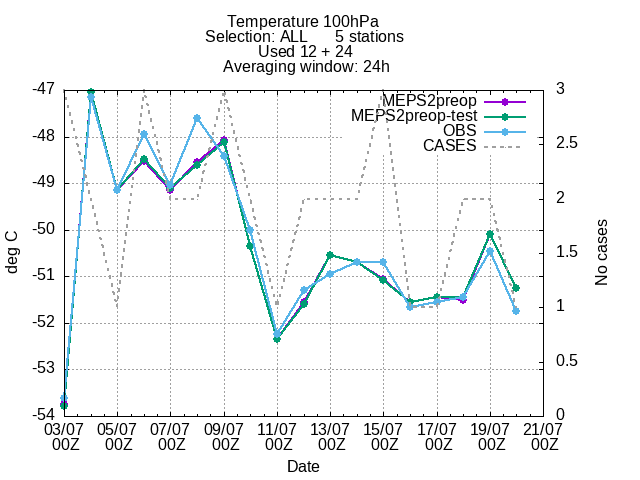 Temperature 100hPa
Selection: ALL 5 stations
Used 12 + 24
Averaging window: 24h
MEPS2preop
MEPS2preop-test
OBS
CASES
-47
-48
-49
-50
-51
-52
-53
-54
deg C
3
2.5
2
1.5
1
0.5
0
No cases
03/07 05/07 07/07 09/07 11/07 13/07 15/07 17/07 19/07 21/07
00Z 00Z 00Z 00Z 00Z 00Z 00Z 00Z 00Z 00Z
Date